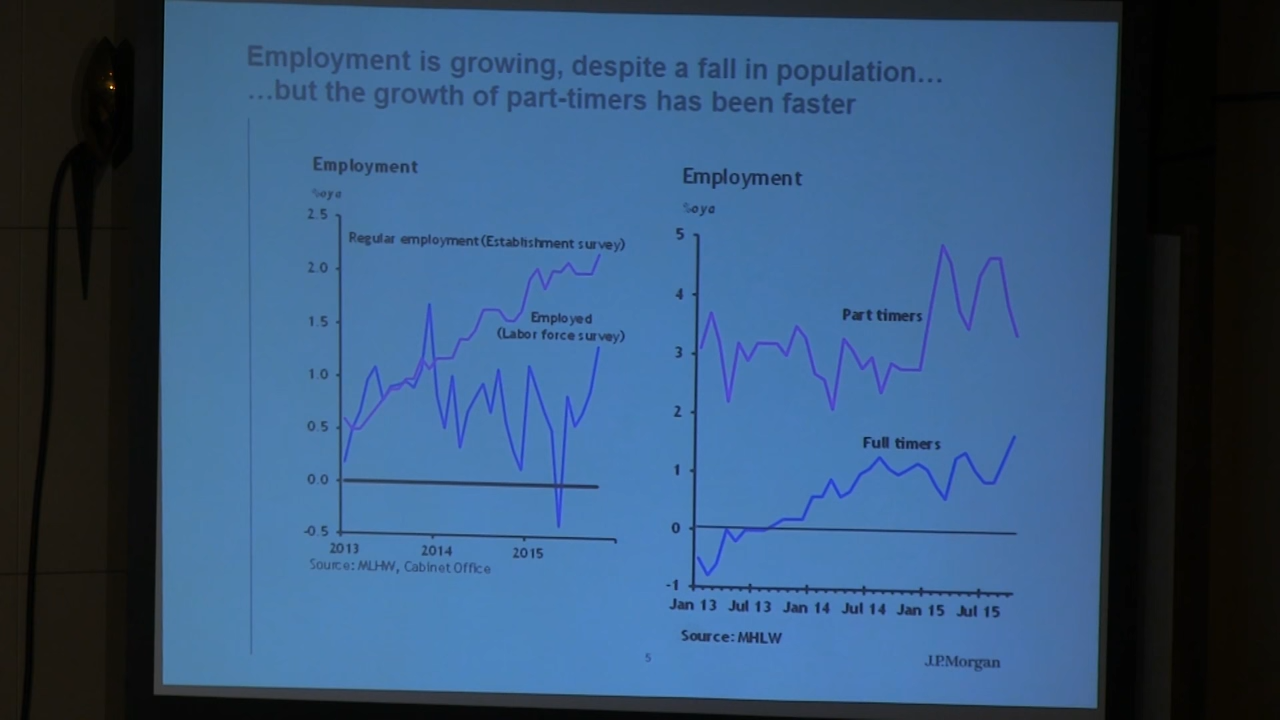 Employment is growing, despite a fall in population...
...but the growth of part-timers has been faster
Employment
%oya
2.5
2.0
1.5
1.0
0.5
0.0
-0.5
Regular employment (Establishment survey)
Employed
(Labor force survey)
2013 2014 2015
Source: MLHW, Cabinet Office
Employment
%oya
5
4
3
2
1
0
-1
Part timers
Full timers
Jan 13 Jul 13 Jan 14 Jul 14 Jan 15 Jul 15
Source: MHLW
5
J.P.Morgan